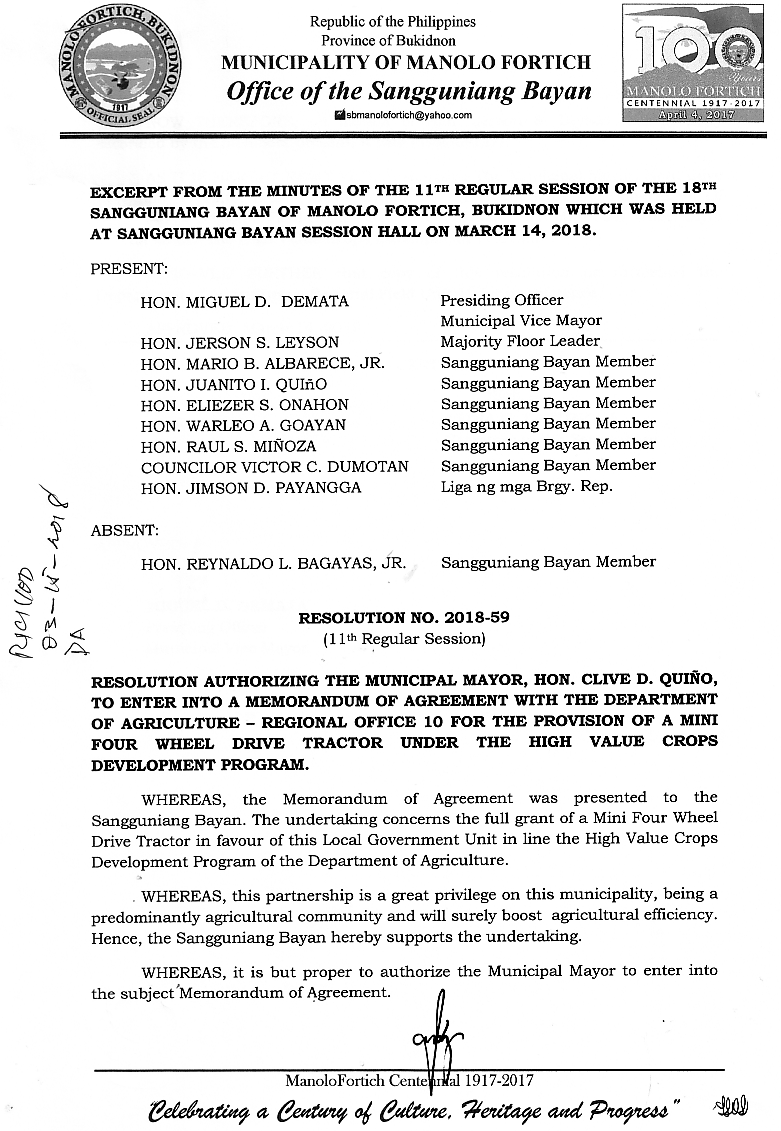 Republic of the Philippines
Province of Bukidnon
MUNICIPALITY OF MANOLO FORTICH
Office of the Sangguniang Bayan
sbmanolofortich@yahoo.com
MANOLO FORTICH, BUKIDNON
1917
OFFICIAL SEAL
100
Years
MANOLO FORTICH
CENTENNIAL 1917-2017
April 4, 2017
EXCERPT FROM THE MINUTES OF THE 11TH REGULAR SESSION OF THE 18TH
SANGGUNIANG BAYAN OF MANOLO FORTICH, BUKIDNON WHICH WAS HELD
AT SANGGUNIANG BAYAN SESSION HALL ON MARCH 14, 2018.
PRESENT:
HON. MIGUEL D. DEMATA Presiding Officer
Municipal Vice Mayor
HON. JERSON S. LEYSON Majority Floor Leader
HON. MARIO B. ALBARECE, JR. Sangguniang Bayan Member
HON. JUANITO I. QUIñO Sangguniang Bayan Member
HON. ELIEZER S. ONAHON Sangguniang Bayan Member
HON. WARLEO A. GOAYAN Sangguniang Bayan Member
HON. RAUL S. MIÑOZA Sangguniang Bayan Member
COUNCILOR VICTOR C. DUMOTAN Sangguniang Bayan Member
HON. JIMSON D. PAYANGGA Liga ng mga Brgy. Rep.
ABSENT:
HON. REYNALDO L. BAGAYAS, JR. Sangguniang Bayan Member
03-15-2018
DA
RESOLUTION NO. 2018-59
(11th Regular Session)
RESOLUTION AUTHORIZING THE MUNICIPAL MAYOR, HON. CLIVE D. QUIÑO,
TO ENTER INTO A MEMORANDUM OF AGREEMENT WITH THE DEPARTMENT
OF AGRICULTURE – REGIONAL OFFICE 10 FOR THE PROVISION OF A MINI
FOUR WHEEL DRIVE TRACTOR UNDER THE HIGH VALUE CROPS
DEVELOPMENT PROGRAM.
WHEREAS, the Memorandum of Agreement was presented to the
Sangguniang Bayan. The undertaking concerns the full grant of a Mini Four Wheel
Drive Tractor in favour of this Local Government Unit in line the High Value Crops
Development Program of the Department of Agriculture.
WHEREAS, this partnership is a great privilege on this municipality, being a
predominantly agricultural community and will surely boost agricultural efficiency.
Hence, the Sangguniang Bayan hereby supports the undertaking.
WHEREAS, it is but proper to authorize the Municipal Mayor to enter into
the subject Memorandum of Agreement.
ManoloFortich Centennial 1917-2017
"Celebrating a Century of Culture, Heritage and Progress"